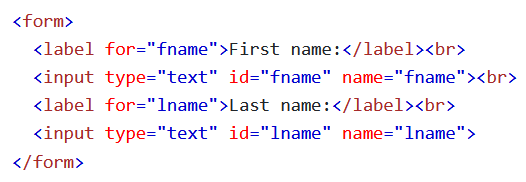 <form>
  <label for="fname">First name:</label><br>
  <input type="text" id="fname" name="fname"><br>
  <label for="lname">Last name:</label><br>
  <input type="text" id="lname" name="lname">
</form>